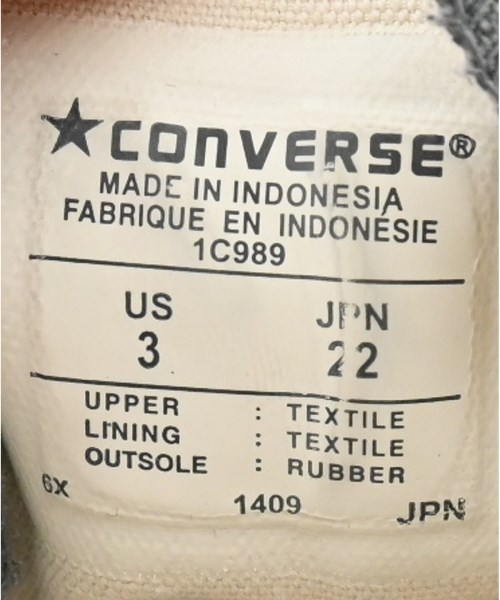 ★CONVERSE®
MADE IN INDONESIA
FABRIQUE EN INDONÉSIE
1C989
US JPN
3 22
UPPER : TEXTILE
LINING : TEXTILE
OUTSOLE : RUBBER
6X 1409 JPN